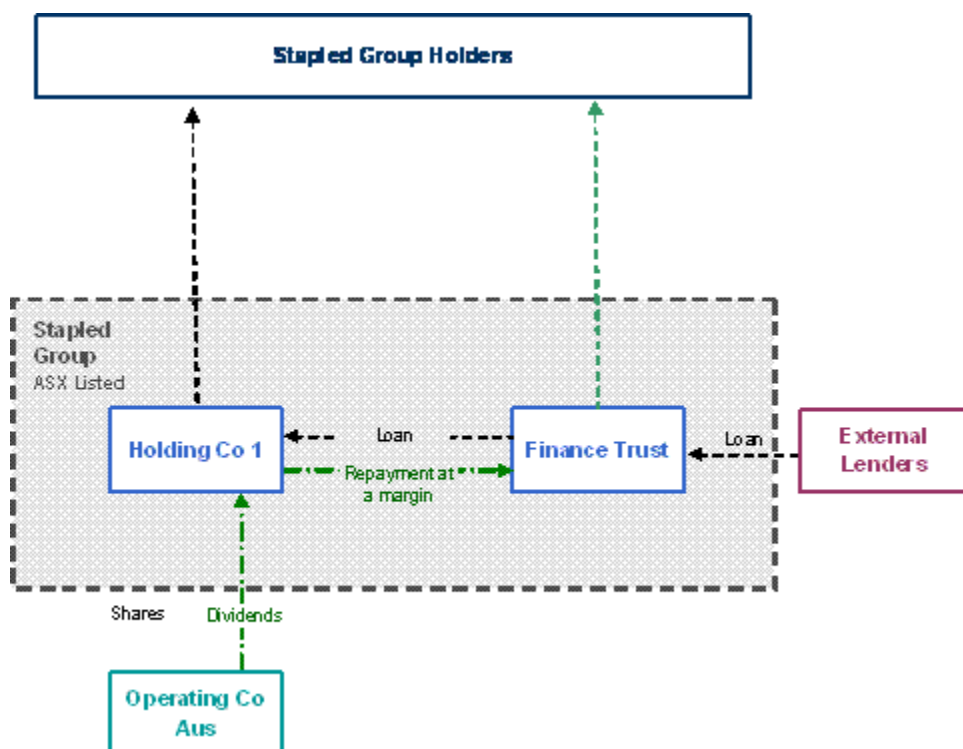 Stapled Group Holders
Stapled
Group
ASX Listed
Holding Co 1
Loan
Repayment at
a margin
Finance Trust
Loan
External
Lenders
Shares
Dividends
Operating Co
Aus